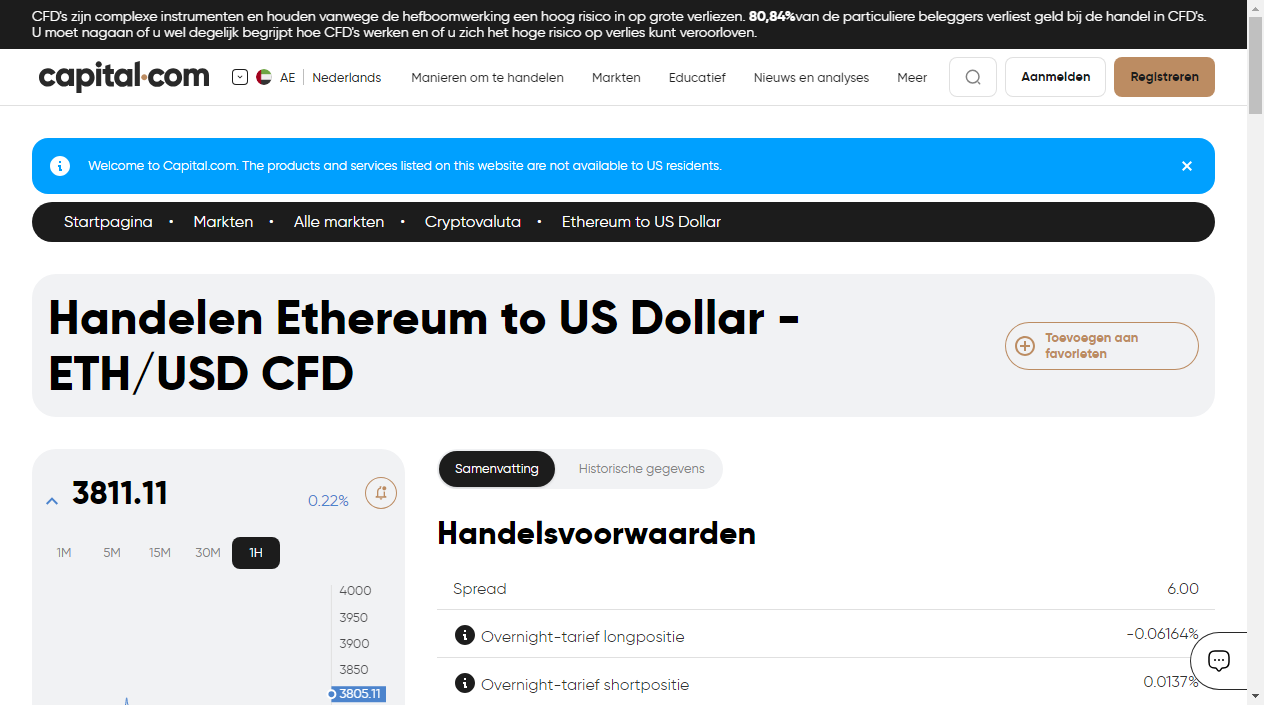 CFD's zijn complexe instrumenten en houden vanwege de hefboomwerking een hoog risico in op grote verliezen. 80,84%van de particuliere beleggers verliest geld bij de handel in CFD's.
U moet nagaan of u wel degelijk begrijpt hoe CFD's werken en of u zich het hoge risico op verlies kunt veroorloven.
capital.com AE Nederlands Manieren om te handelen Markten Educatief Nieuws en analyses Meer Aanmelden Registreren
Welcome to Capital.com. The products and services listed on this website are not available to US residents.
Startpagina • Markten • Alle markten • Cryptovaluta • Ethereum to US Dollar
Handelen Ethereum to US Dollar -
ETH/USD CFD
Toevoegen aan
favorieten
3811.11 0.22%
1M 5M 15M 30M 1H
4000
3950
3900
3850
3805.11
Samenvatting Historische gegevens
Handelsvoorwaarden
Spread 6.00
Overnight-tarief longpositie -0.06164%
Overnight-tarief shortpositie 0.0137%